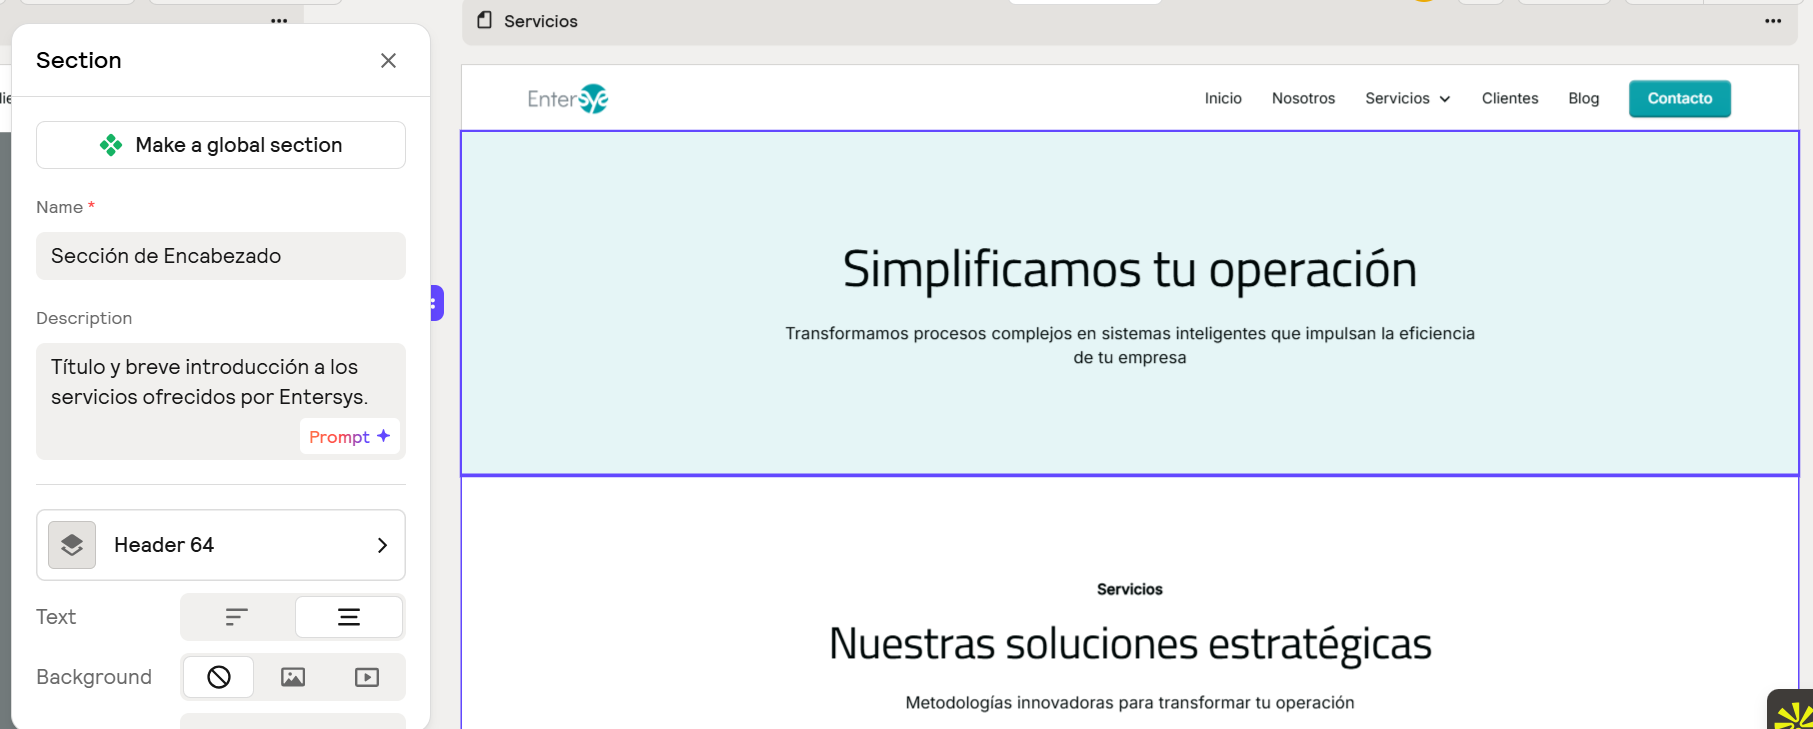 Section
Make a global section
Name *
Sección de Encabezado
Description
Título y breve introducción a los
servicios ofrecidos por Entersys.
Prompt
Header 64
Text
Background
Servicios
Entersys
Inicio
Nosotros
Servicios
Clientes
Blog
Contacto
Simplificamos tu operación
Transformamos procesos complejos en sistemas inteligentes que impulsan la eficiencia
de tu empresa
Servicios
Nuestras soluciones estratégicas
Metodologías innovadoras para transformar tu operación